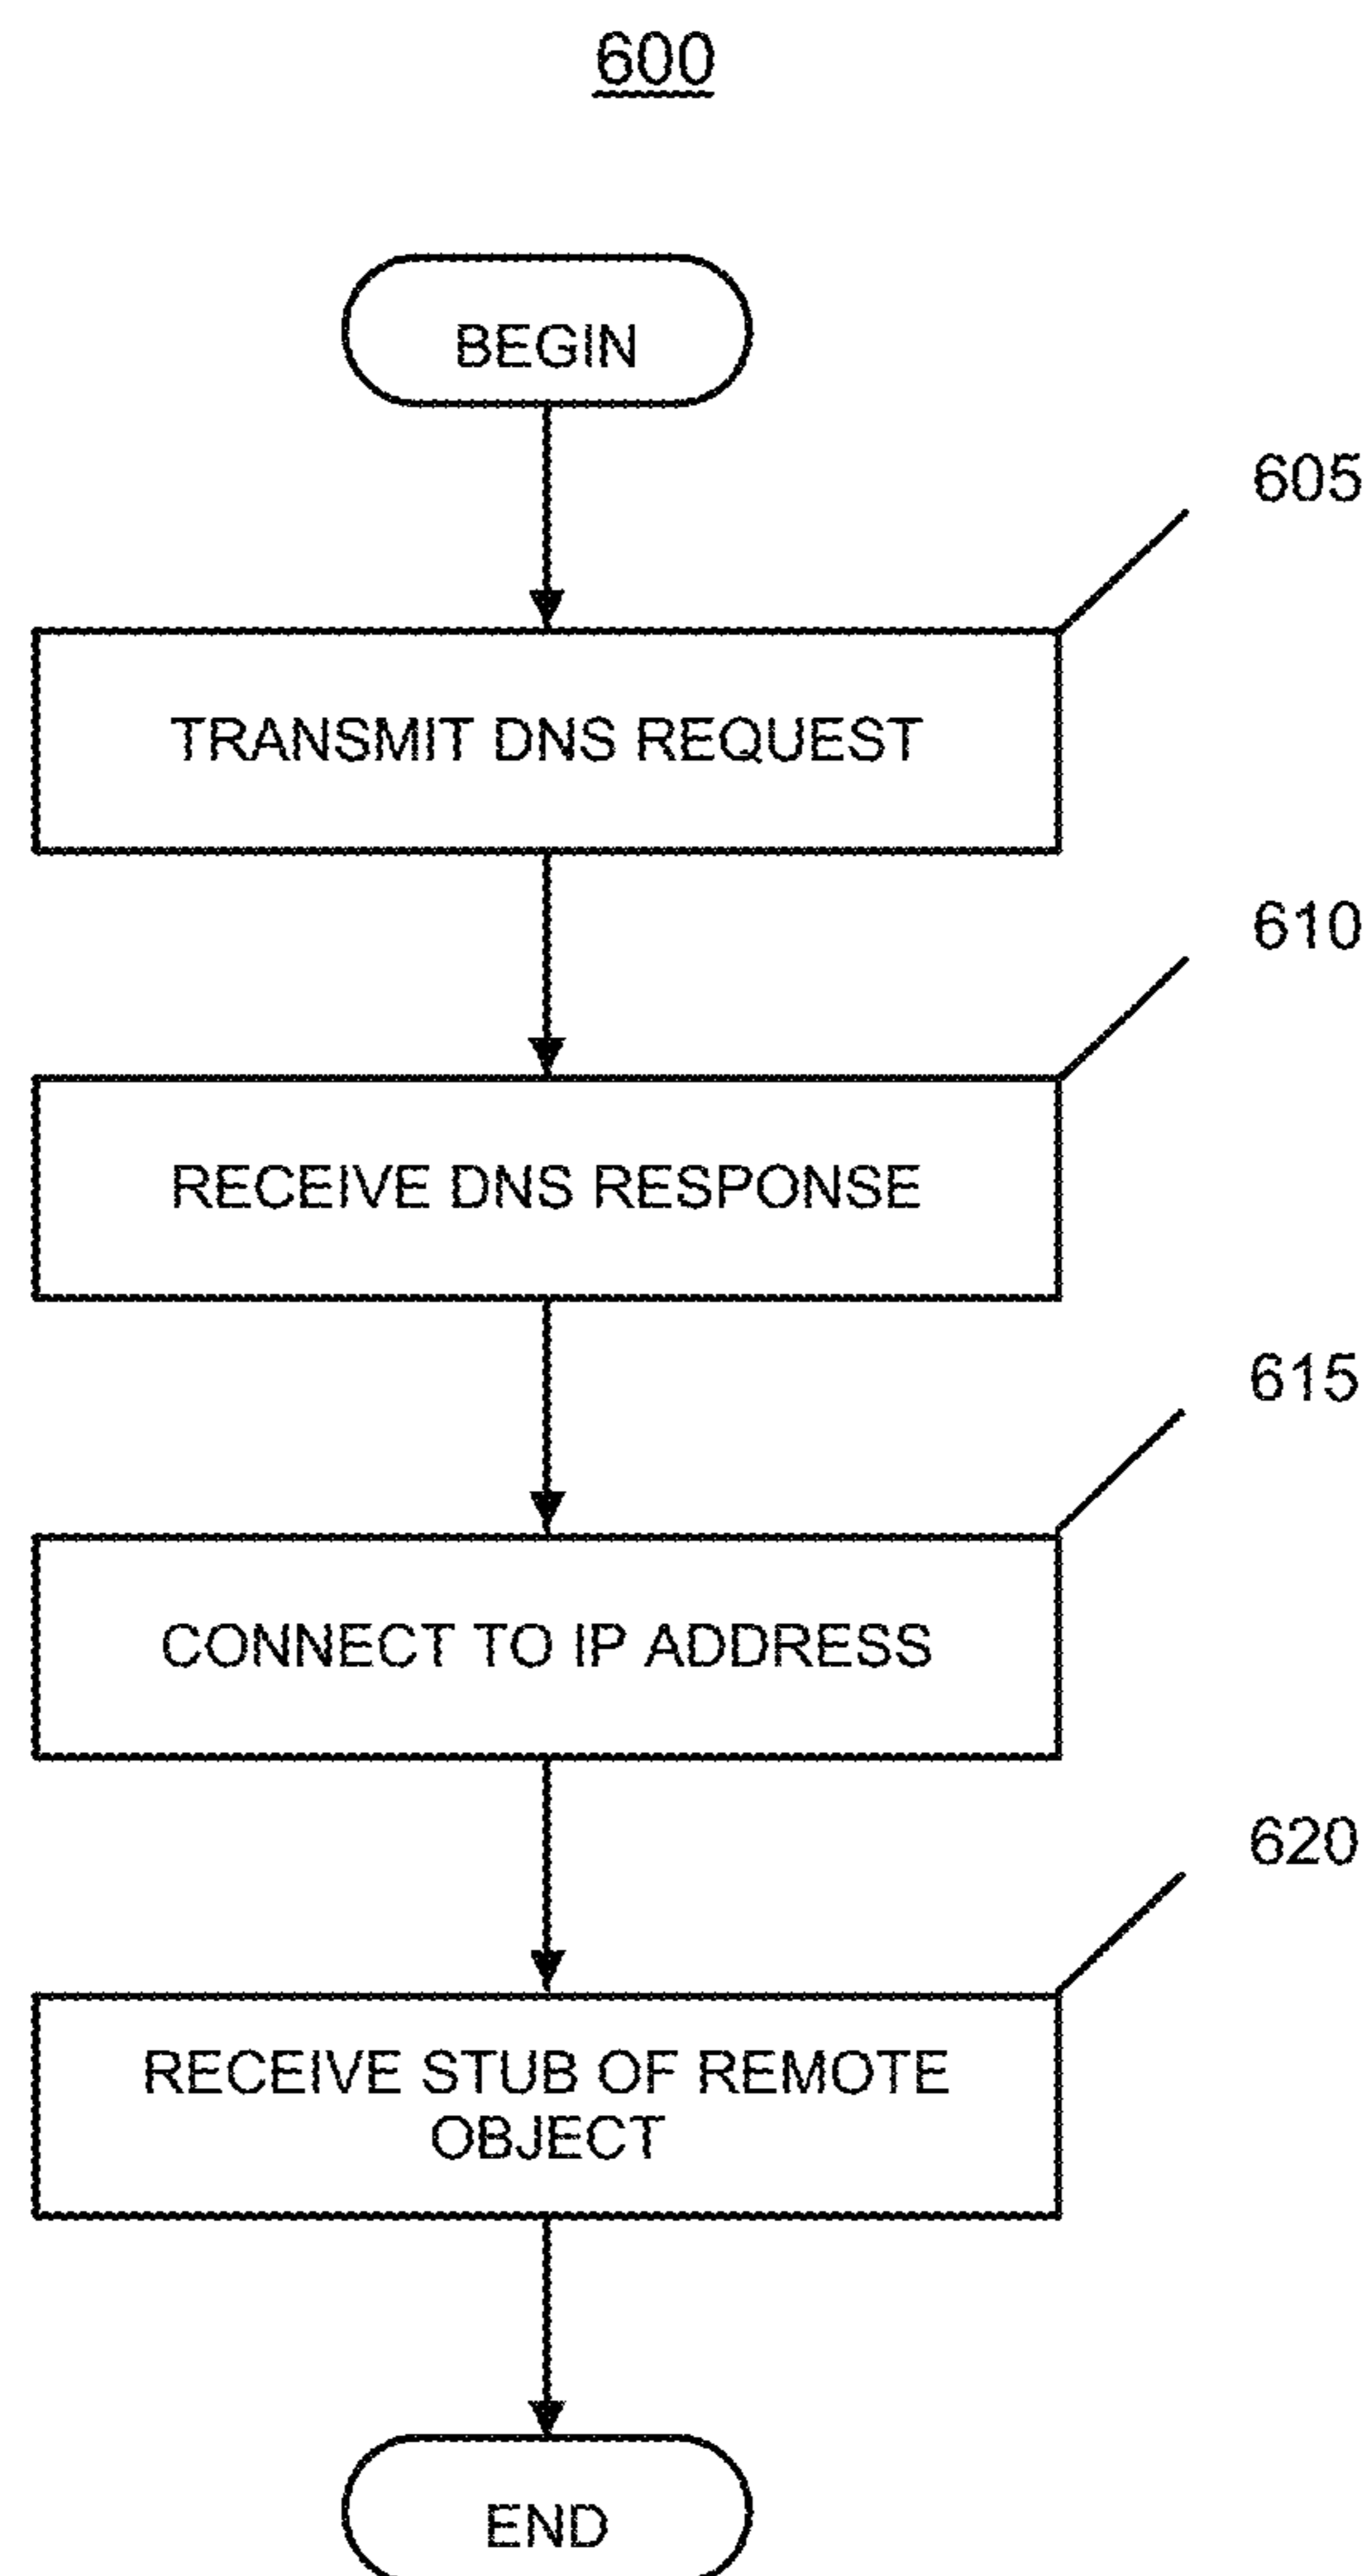 600
BEGIN
605
TRANSMIT DNS REQUEST
610
RECEIVE DNS RESPONSE
615
CONNECT TO IP ADDRESS
620
RECEIVE STUB OF REMOTE
OBJECT
END